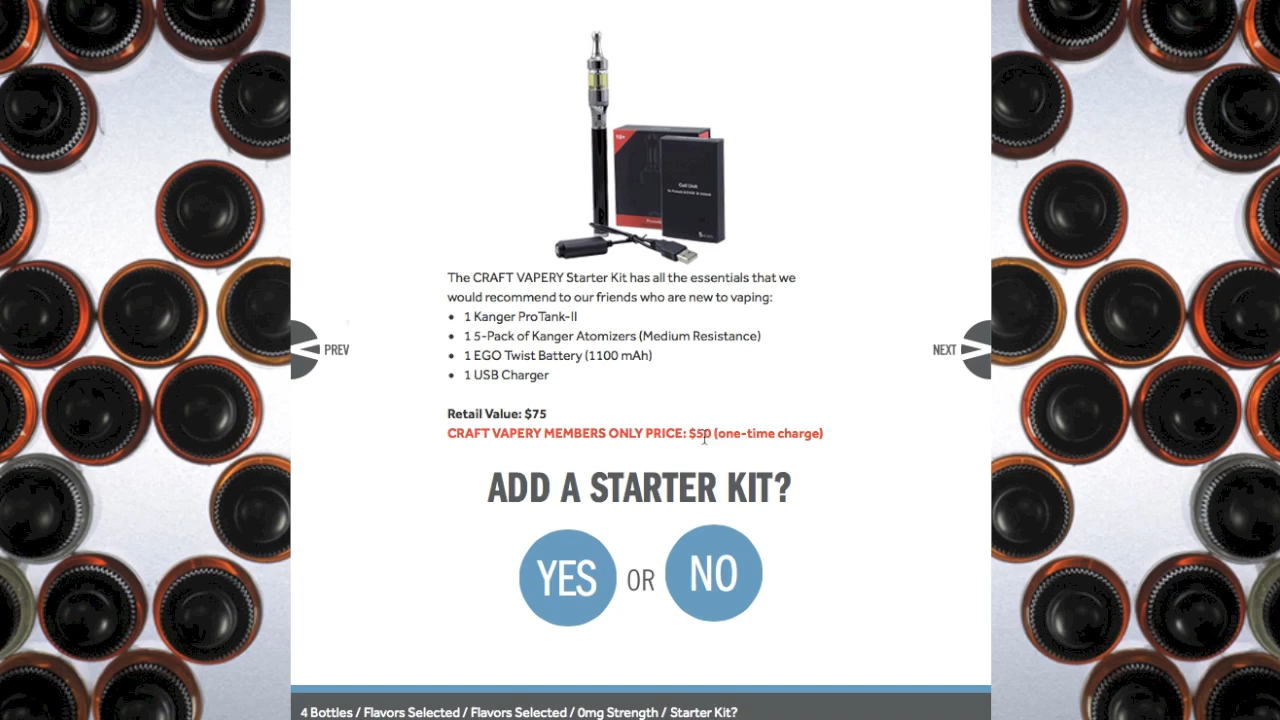 18+
Coil Unit
The CRAFT VAPERY Starter Kit has all the essentials that we
would recommend to our friends who are new to vaping:
• 1 Kanger ProTank-II
• 1 5-Pack of Kanger Atomizers (Medium Resistance)
• 1 EGO Twist Battery (1100 mAh)
• 1 USB Charger
PREV
NEXT
Retail Value: $75
CRAFT VAPERY MEMBERS ONLY PRICE: $50 (one-time charge)
ADD A STARTER KIT?
YES OR NO
4 Bottles / Flavors Selected / Flavors Selected / 0mg Strength / Starter Kit?